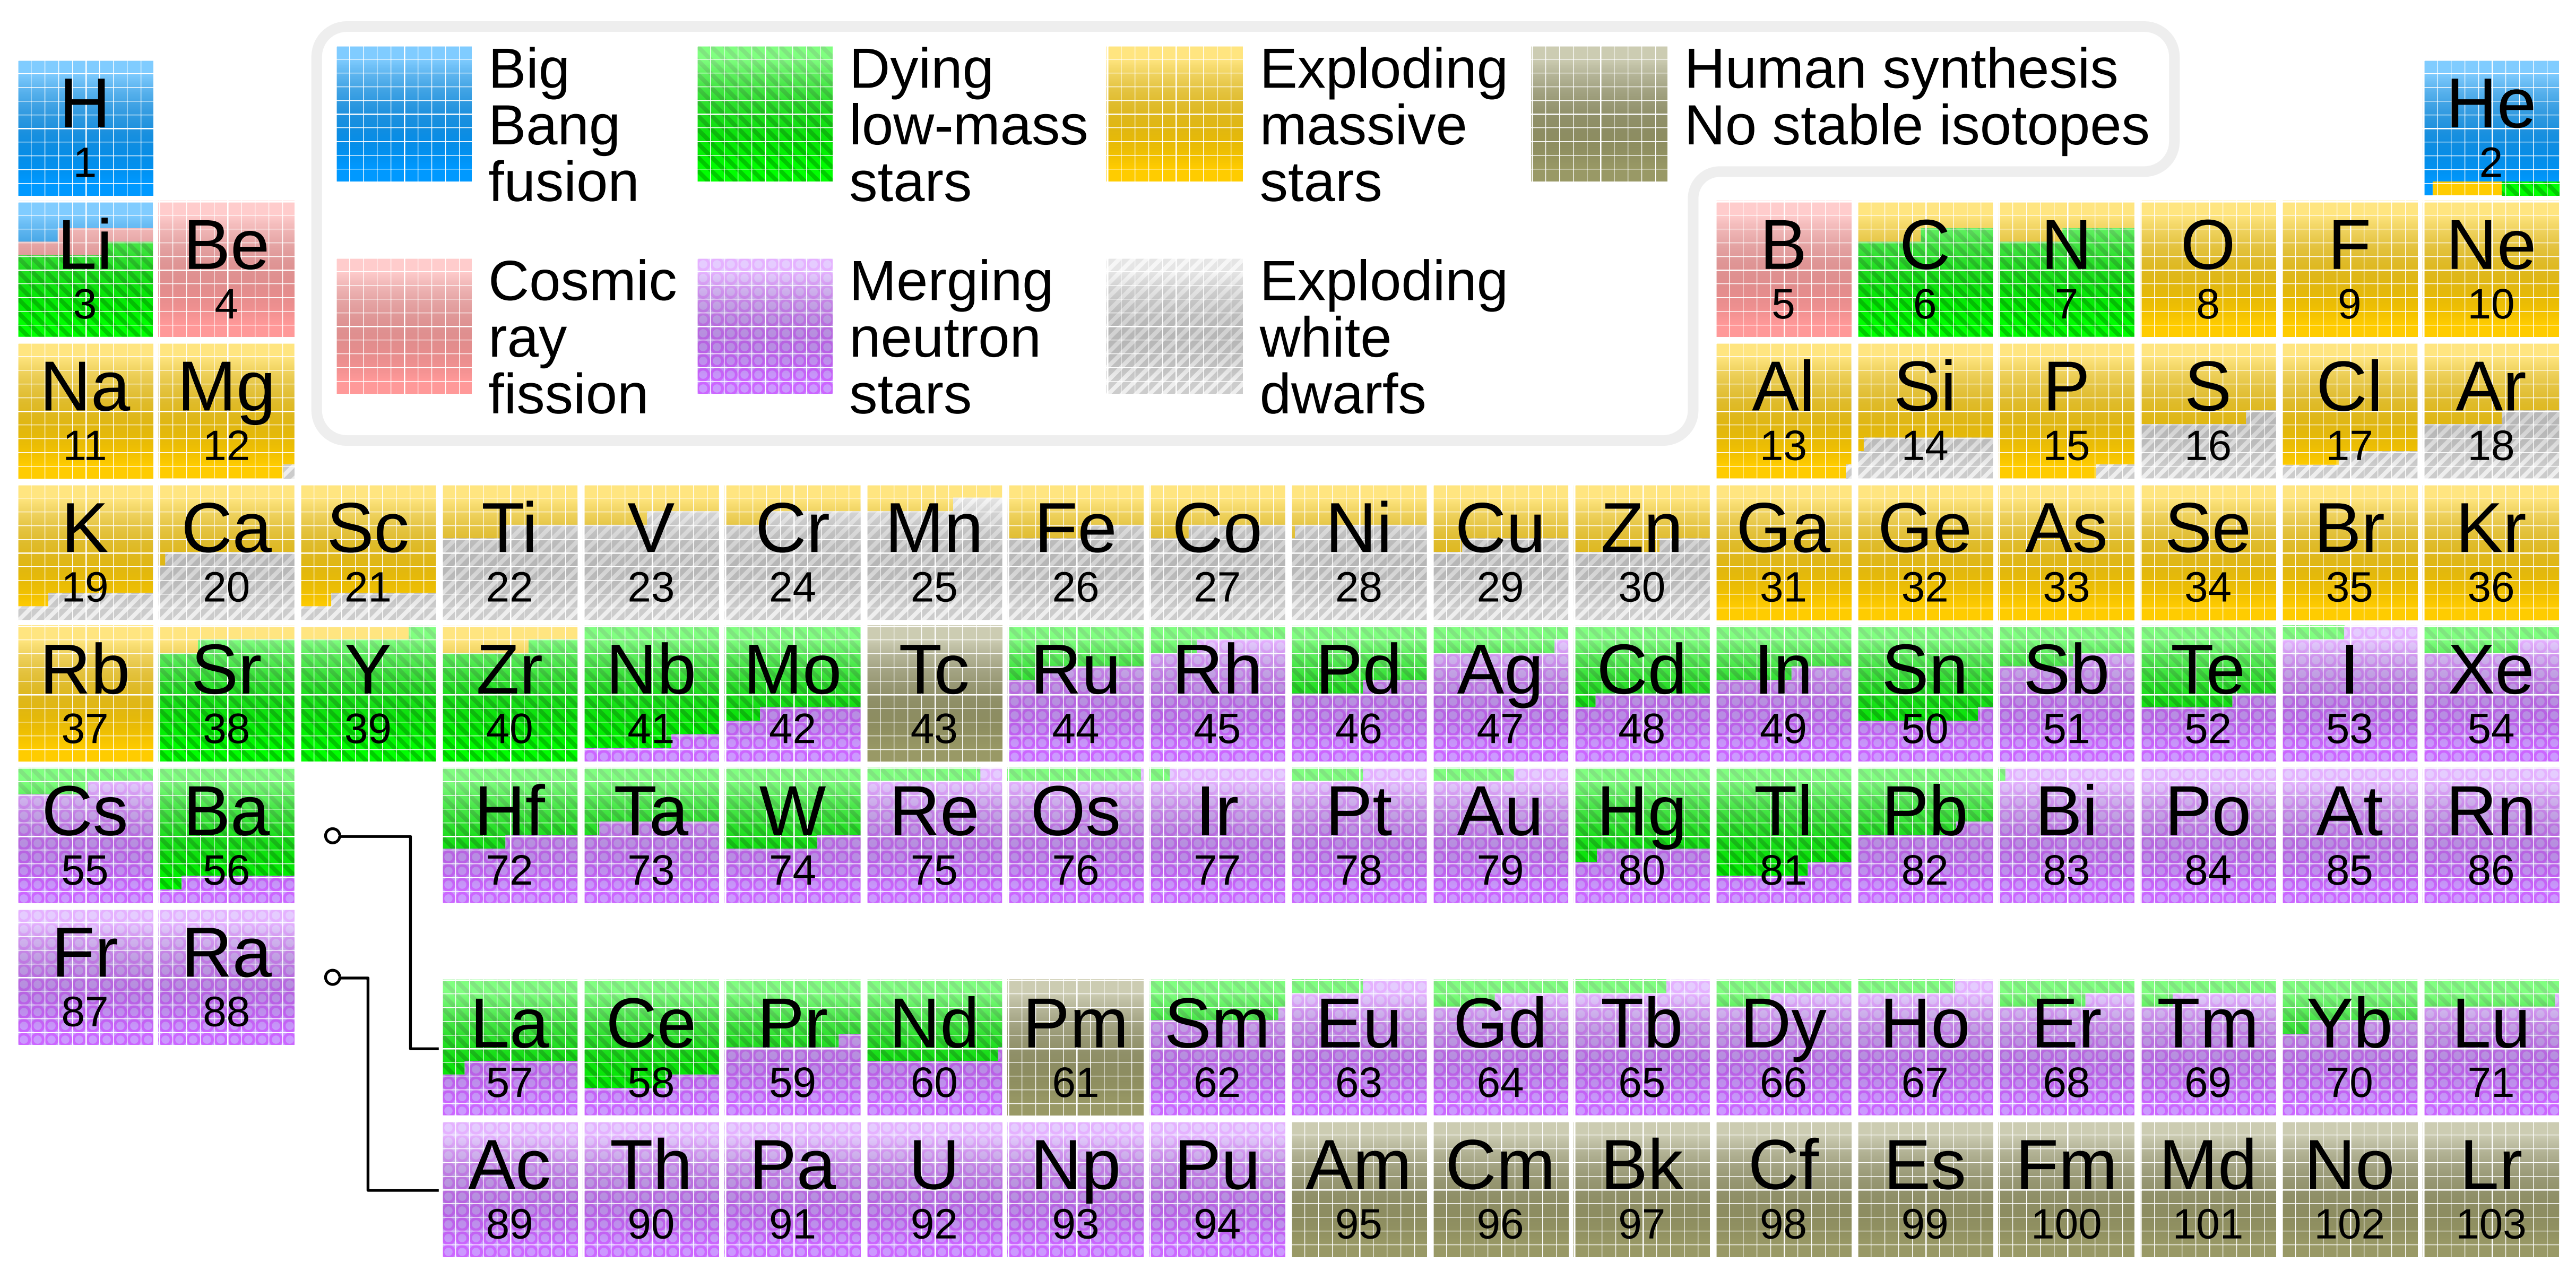 Big
Bang
fusion
Dying
low-mass
stars
Exploding
massive
stars
Human synthesis
No stable isotopes
Cosmic
ray
fission
Merging
neutron
stars
Exploding
white
dwarfs
H He
1 2
Li Be B C N O F Ne
3 4 5 6 7 8 9 10
Na Mg Al Si P S Cl Ar
11 12 13 14 15 16 17 18
K Ca Sc Ti V Cr Mn Fe Co Ni Cu Zn Ga Ge As Se Br Kr
19 20 21 22 23 24 25 26 27 28 29 30 31 32 33 34 35 36
Rb Sr Y Zr Nb Mo Tc Ru Rh Pd Ag Cd In Sn Sb Te I Xe
37 38 39 40 41 42 43 44 45 46 47 48 49 50 51 52 53 54
Cs Ba Hf Ta W Re Os Ir Pt Au Hg Tl Pb Bi Po At Rn
55 56 72 73 74 75 76 77 78 79 80 81 82 83 84 85 86
Fr Ra
87 88
La Ce Pr Nd Pm Sm Eu Gd Tb Dy Ho Er Tm Yb Lu
57 58 59 60 61 62 63 64 65 66 67 68 69 70 71
Ac Th Pa U Np Pu Am Cm Bk Cf Es Fm Md No Lr
89 90 91 92 93 94 95 96 97 98 99 100 101 102 103